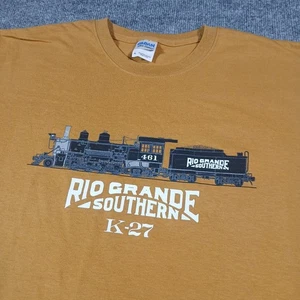 461
RIO GRANDE
SOUTHERN
RIO GRANDE
SOUTHERN
K-27